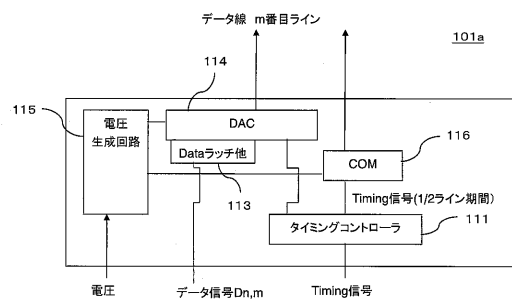 データ線 m番目ライン
101a
114
115
電圧
生成回路
DAC
Dataラッチ他
113
COM
116
Timing信号(1/2ライン期間)
タイミングコントローラ
111
電圧
データ信号Dn,m
Timing信号